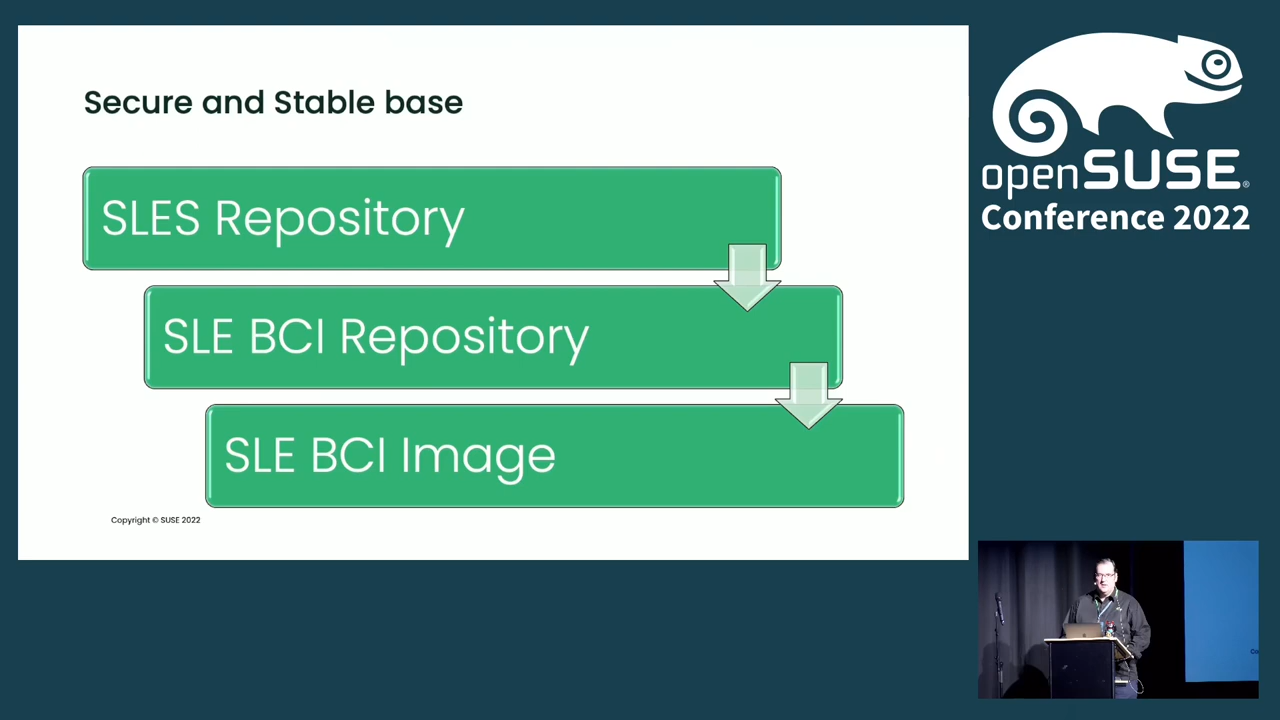 Secure and Stable base
SLES Repository
SLE BCI Repository
SLE BCI Image
Copyright © SUSE 2022
openSUSE®
Conference 2022